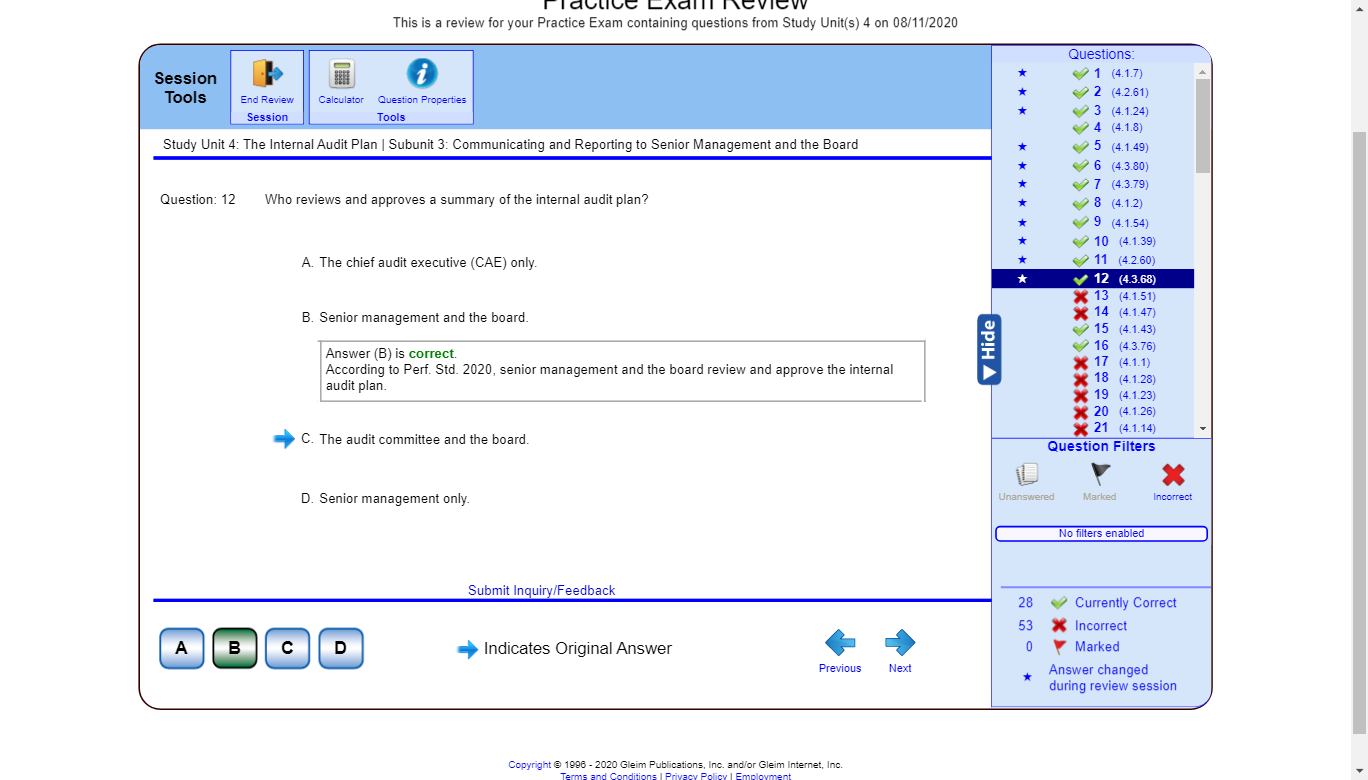 Practice Exam Review
This is a review for your Practice Exam containing questions from Study Unit(s) 4 on 08/11/2020
Session
Tools
End Review
Session
Calculator
Question Properties
Tools
Study Unit 4: The Internal Audit Plan | Subunit 3: Communicating and Reporting to Senior Management and the Board
Question: 12
Who reviews and approves a summary of the internal audit plan?
A. The chief audit executive (CAE) only.
B. Senior management and the board.
Answer (B) is correct.
According to Perf. Std. 2020, senior management and the board review and approve the internal
audit plan.
C. The audit committee and the board.
D. Senior management only.
Submit Inquiry/Feedback
A
B
C
D
Indicates Original Answer
Previous
Next
Hide
Questions:
1 (4.1.7)
2 (4.2.61)
3 (4.1.24)
4 (4.1.8)
5 (4.1.49)
6 (4.3.80)
7 (4.3.79)
8 (4.1.2)
9 (4.1.54)
10 (4.1.39)
11 (4.2.60)
12 (4.3.68)
13 (4.1.51)
14 (4.1.47)
15 (4.1.43)
16 (4.3.76)
17 (4.1.1)
18 (4.1.28)
19 (4.1.23)
20 (4.1.26)
21 (4.1.14)
Question Filters
Unanswered
Marked
Incorrect
No filters enabled
28 Currently Correct
53 Incorrect
0 Marked
Answer changed
during review session
Copyright © 1996 - 2020 Gleim Publications, Inc. and/or Gleim Internet, Inc.
Terms and Conditions | Privacy Policy | Employment